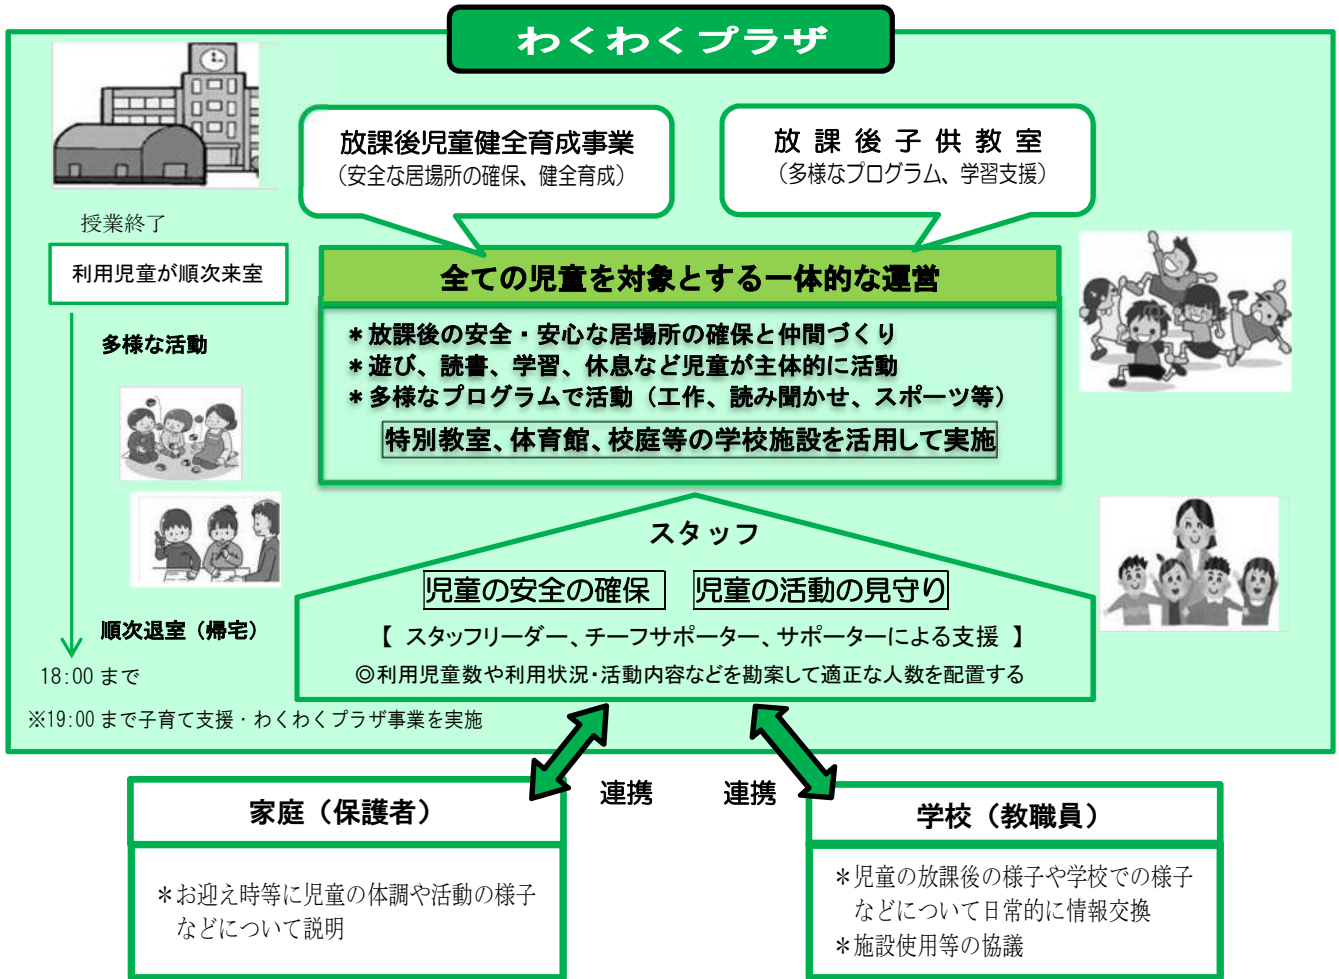 わくわくプラザ
放課後児童健全育成事業
（安全な居場所の確保、健全育成）
放課後子供教室
（多様なプログラム、学習支援）
授業終了
利用児童が順次来室
多様な活動
順次退室（帰宅）
18:00 まで
※19:00 まで子育て支援・わくわくプラザ事業を実施
全ての児童を対象とする一体的な運営
＊放課後の安全・安心な居場所の確保と仲間づくり
＊遊び、読書、学習、休息など児童が主体的に活動
＊多様なプログラムで活動（工作、読み聞かせ、スポーツ等）
特別教室、体育館、校庭等の学校施設を活用して実施
スタッフ
児童の安全の確保
児童の活動の見守り
【 スタッフリーダー、チーフサポーター、サポーターによる支援 】
◎利用児童数や利用状況・活動内容などを勘案して適正な人数を配置する
連携
連携
家庭（保護者）
＊お迎え時等に児童の体調や活動の様子
などについて説明
学校（教職員）
＊児童の放課後の様子や学校での様子
などについて日常的に情報交換
＊施設使用等の協議